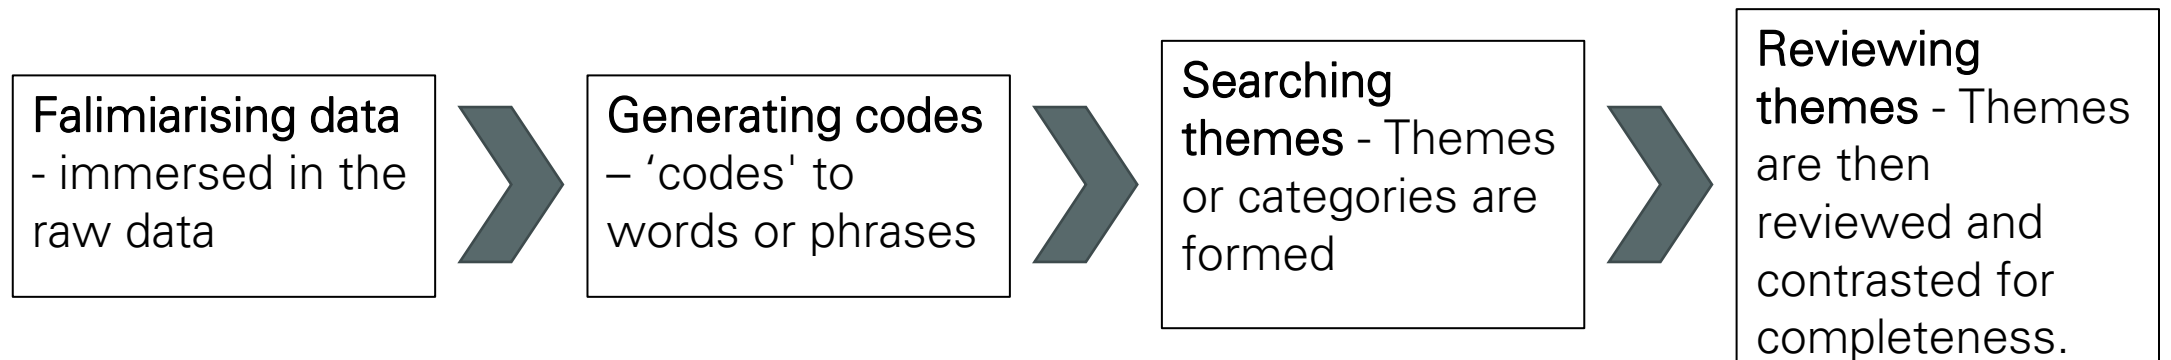 Falimiarising data
- immersed in the
raw data
Generating codes
– ‘codes' to
words or phrases
Searching
themes - Themes
or categories are
formed
Reviewing
themes - Themes
are then
reviewed and
contrasted for
completeness.